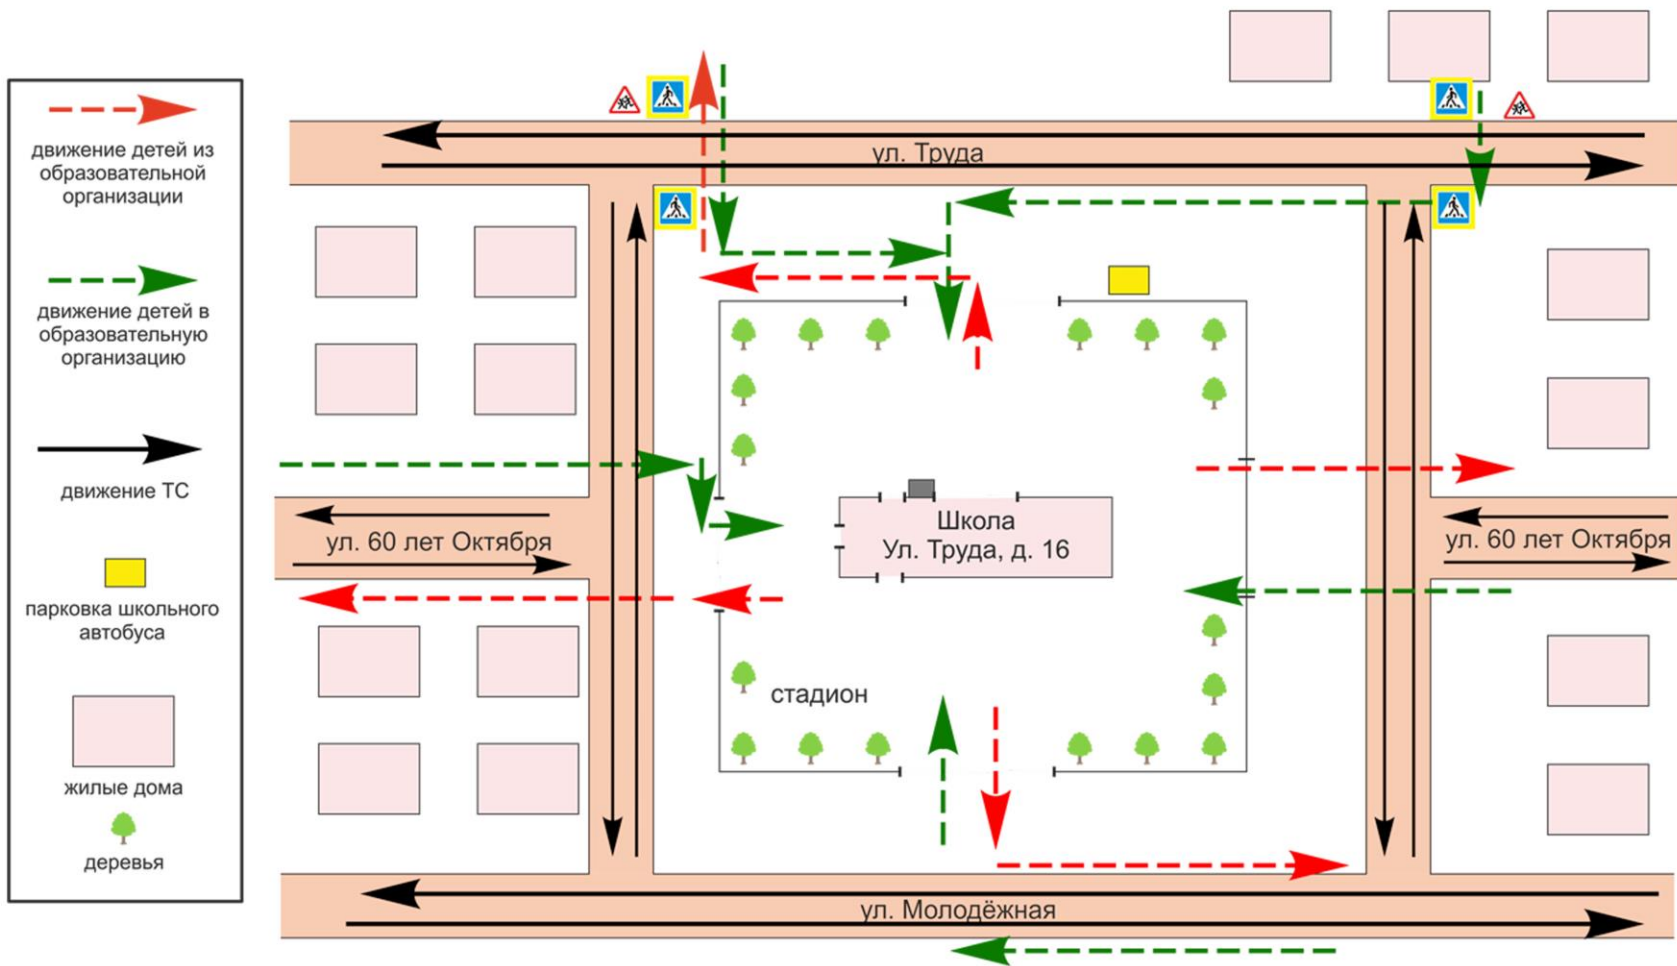 движение детей из
образовательной
организации
движение детей в
образовательную
организацию
движение ТС
парковка школьного
автобуса
жилые дома
деревья
ул. Труда
ул. 60 лет Октября
Школа
Ул. Труда, д. 16
ул. 60 лет Октября
стадион
ул. Молодёжная